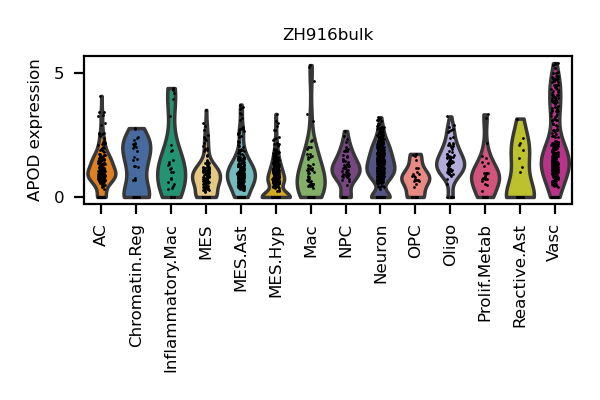 ZH916bulk
APOD expression
5
0
AC
Chromatin.Reg
Inflammatory.Mac
MES
MES.Ast
MES.Hyp
Mac
NPC
Neuron
OPC
Oligo
Prolif.Metab
Reactive.Ast
Vasc